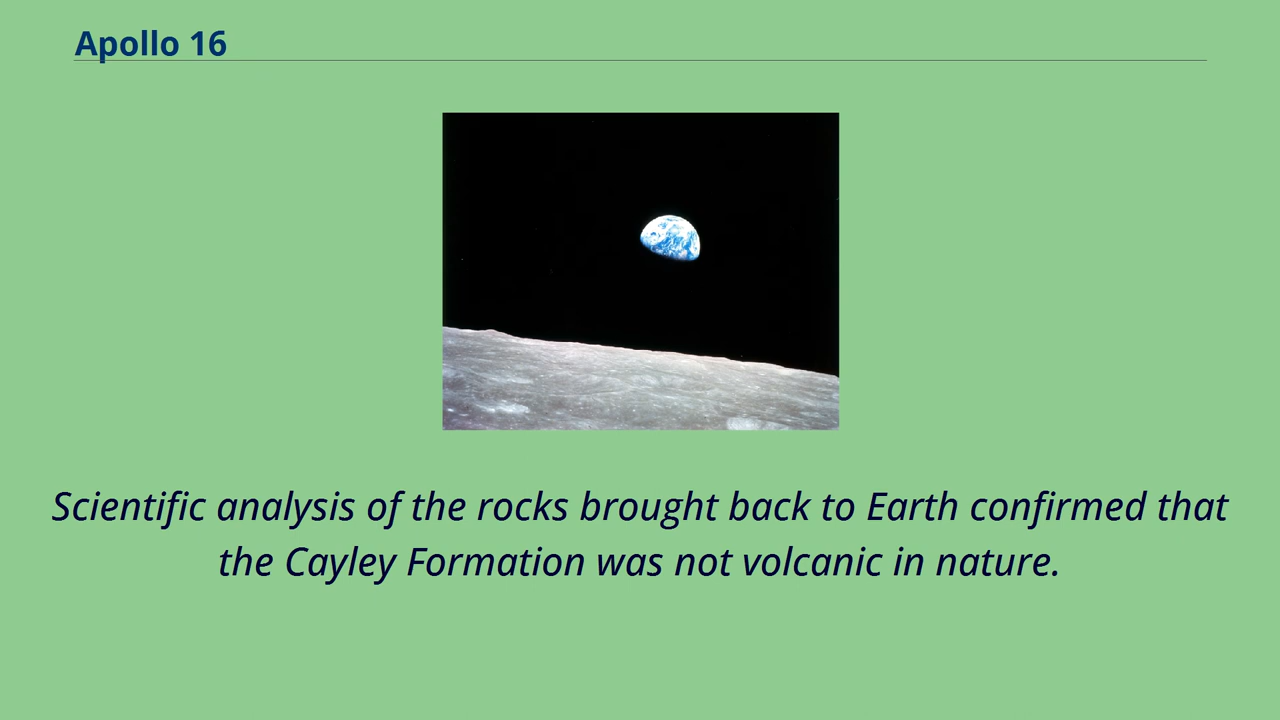 Apollo 16
Scientific analysis of the rocks brought back to Earth confirmed that
the Cayley Formation was not volcanic in nature.